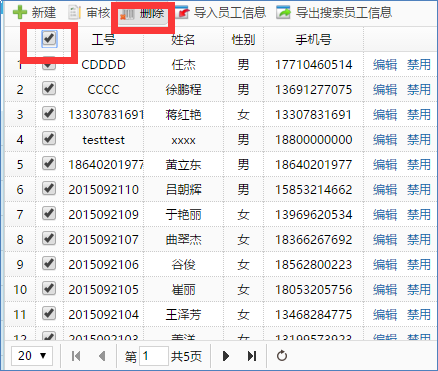 新建 审核 删除 导入员工信息 导出搜索员工信息
工号 姓名 性别 手机号
1 CDDDD 任杰 男 17710460514 编辑 禁用
2 CCCC 徐鹏程 男 13691277075 编辑 禁用
3 13307831691 蒋红艳 女 13307831691 编辑 禁用
4 testtest xxxx 男 18800000000 编辑 禁用
5 18640201977 黄立东 男 18640201977 编辑 禁用
6 2015092110 吕朝辉 男 15853214662 编辑 禁用
7 2015092109 于艳丽 女 13969620534 编辑 禁用
8 2015092107 曲翠杰 女 18366267692 编辑 禁用
9 2015092106 谷俊 女 18562800223 编辑 禁用
10 2015092105 崔丽 女 18053205756 编辑 禁用
11 2015092104 王泽芳 女 13468284775 编辑 禁用
12 2015092103 女 13199573923 编辑 禁用
20 第 1 共5页